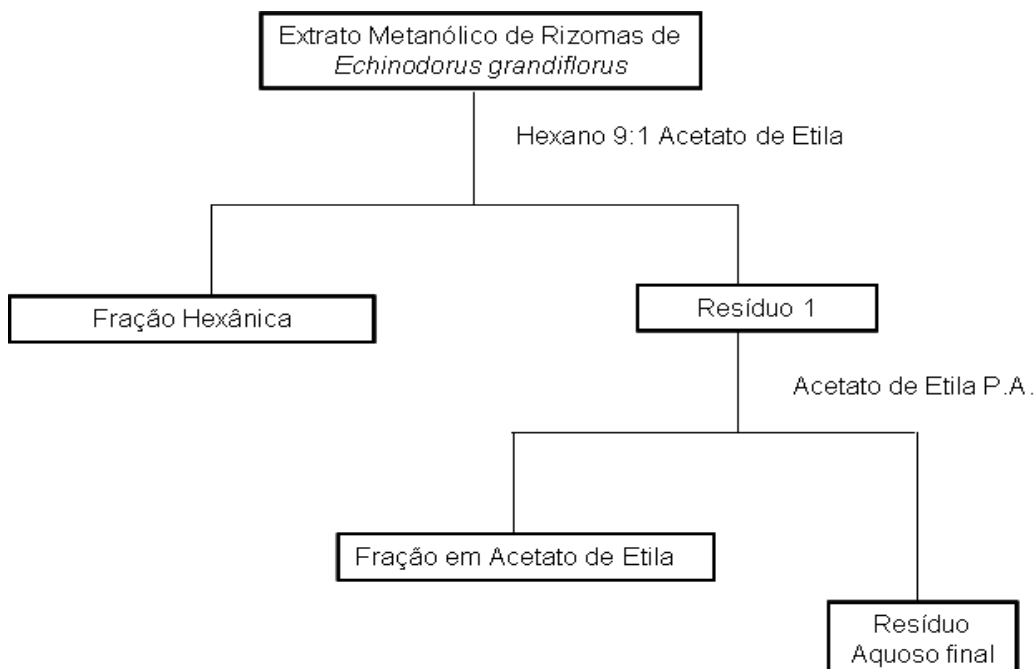 Extrato Metanólico de Rizomas de
Echinodorus grandiflorus
Hexano 9:1 Acetato de Etila
Fração Hexânica
Resíduo 1
Acetato de Etila P.A.
Fração em Acetato de Etila
Resíduo
Aquoso final